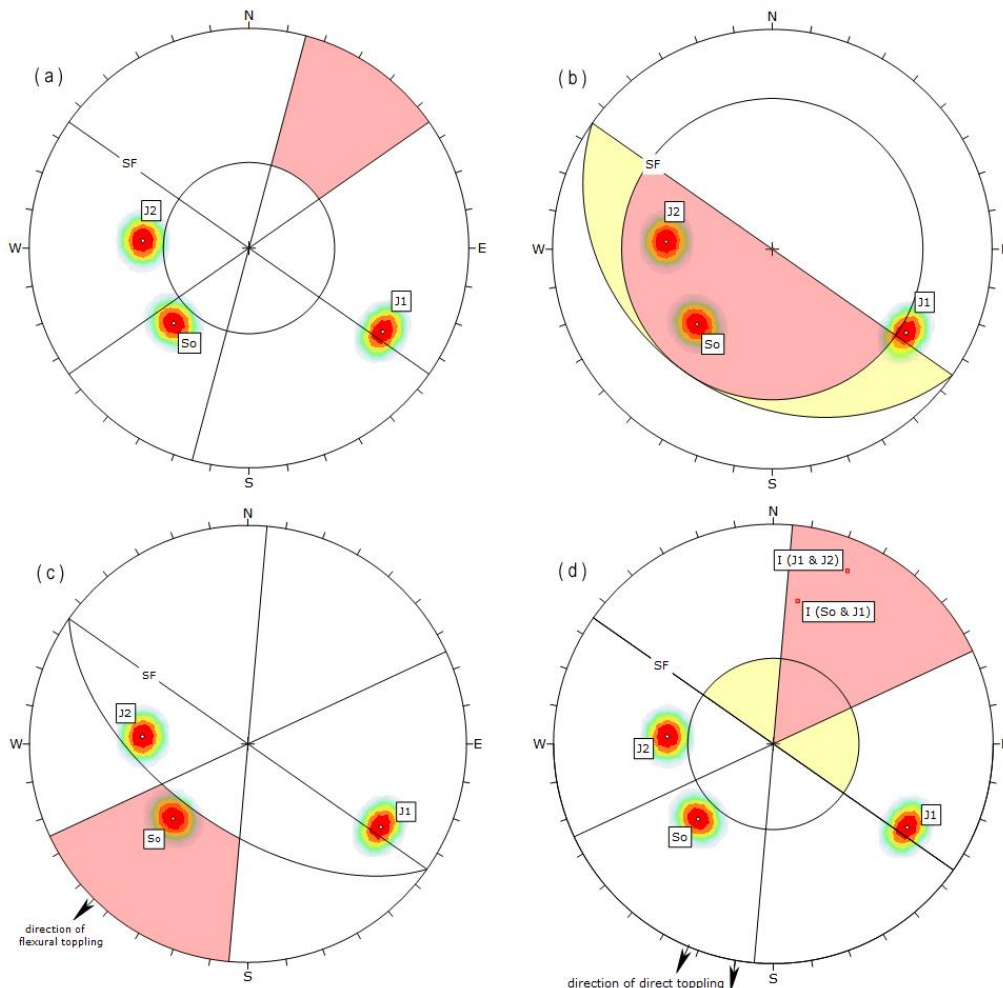 N
(a)
SF
J2
W
E
J1
So
S
N
(b)
SF
J2
W
J1
So
S
N
(c)
SF
J2
W
E
J1
So
direction of
flexural toppling
S
N
(d)
I (J1 & J2)
I (So & J1)
SF
W
J2
J1
So
S
direction of direct toppling